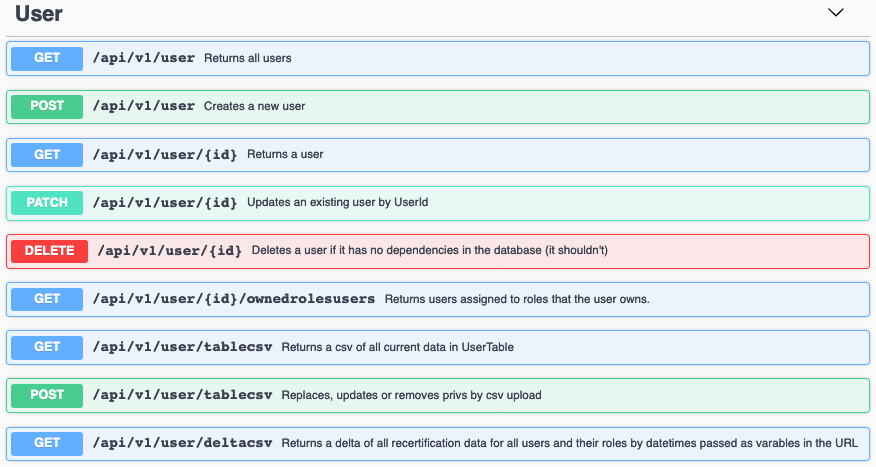 User
GET /api/v1/user Returns all users
POST /api/v1/user Creates a new user
GET /api/v1/user/{id} Returns a user
PATCH /api/v1/user/{id} Updates an existing user by UserId
DELETE /api/v1/user/{id} Deletes a user if it has no dependencies in the database (it shouldn't)
GET /api/v1/user/{id}/ownedrolesusers Returns users assigned to roles that the user owns.
GET /api/v1/user/tablecsv Returns a csv of all current data in UserTable
POST /api/v1/user/tablecsv Replaces, updates or removes privs by csv upload
GET /api/v1/user/deltacsv Returns a delta of all recertification data for all users and their roles by datetimes passed as varables in the URL